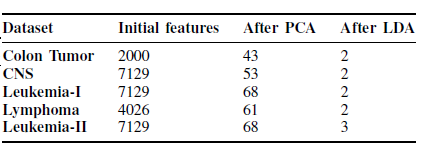 Dataset Initial features After PCA After LDA
Colon Tumor 2000 43 2
CNS 7129 53 2
Leukemia-I 7129 68 2
Lymphoma 4026 61 2
Leukemia-II 7129 68 3